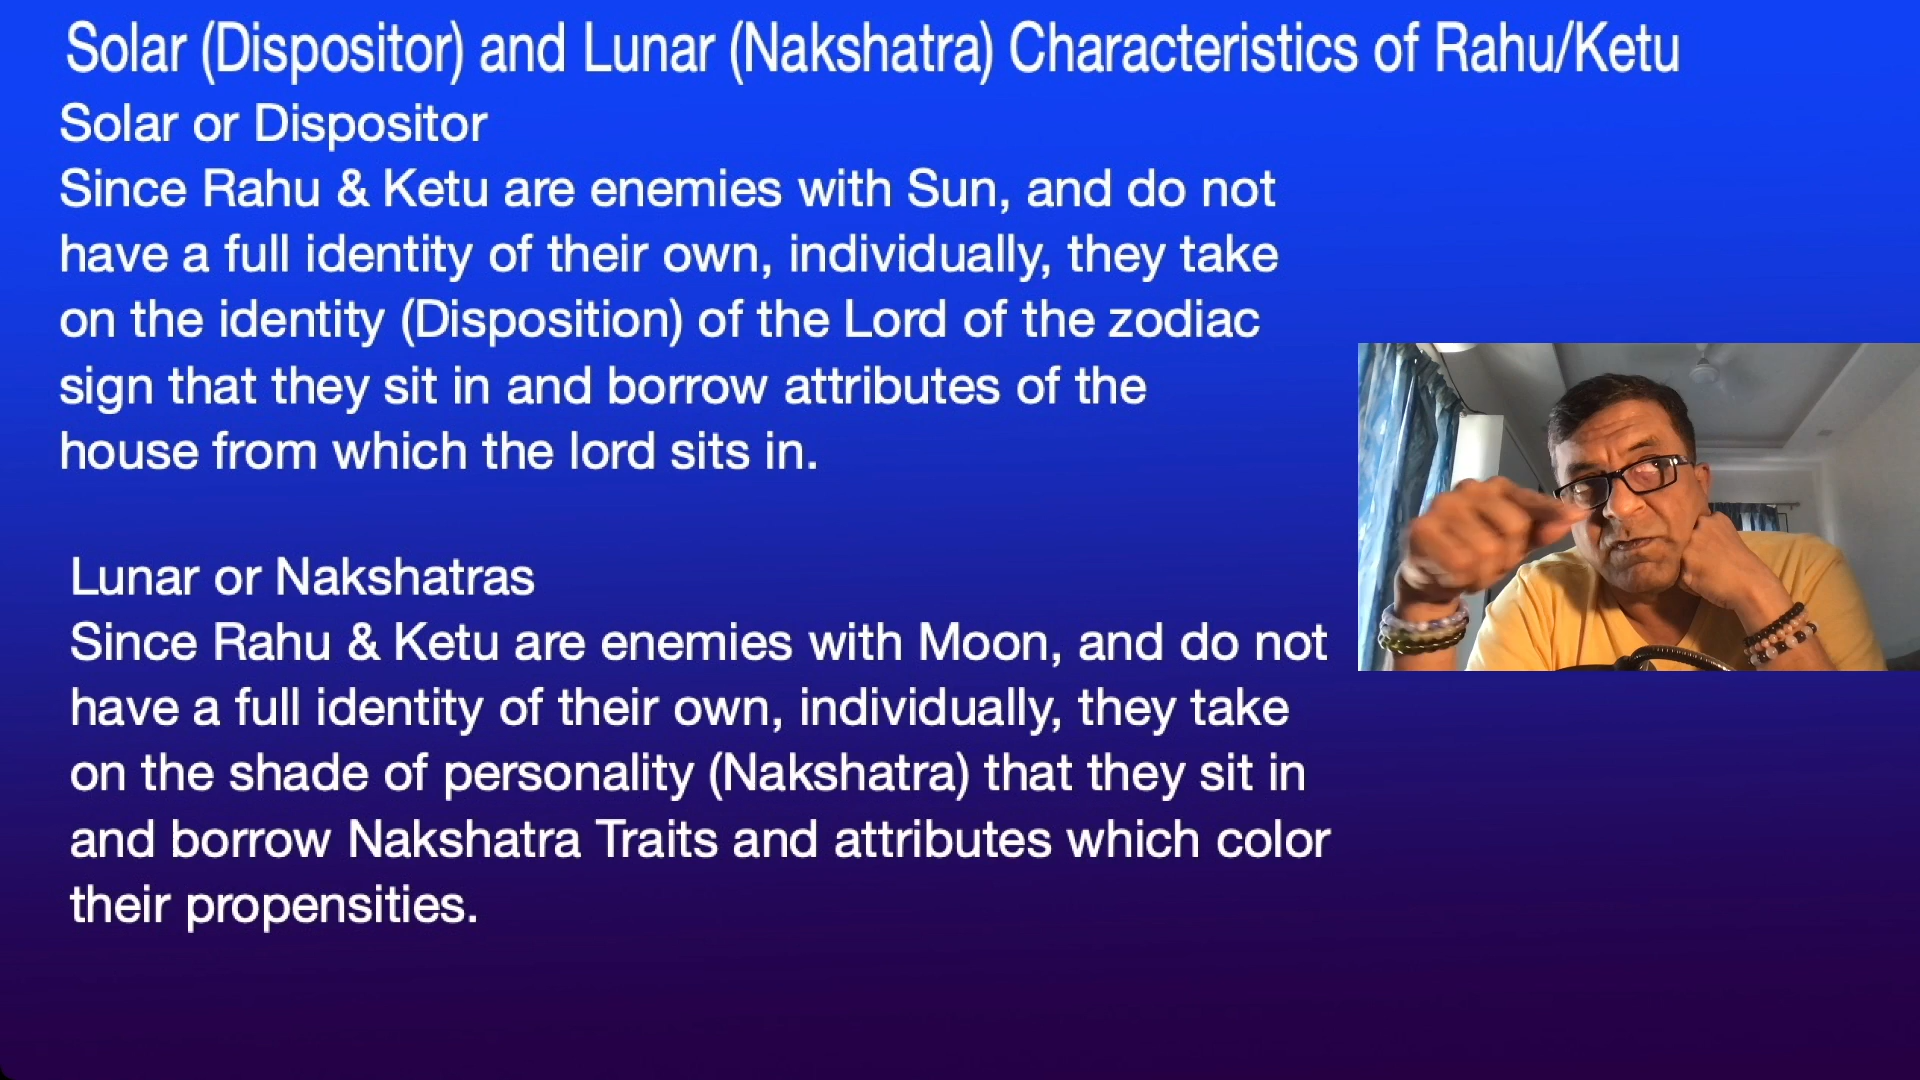 Solar (Dispositor) and Lunar (Nakshatra) Characteristics of Rahu/Ketu
Solar or Dispositor
Since Rahu & Ketu are enemies with Sun, and do not
have a full identity of their own, individually, they take
on the identity (Disposition) of the Lord of the zodiac
sign that they sit in and borrow attributes of the
house from which the lord sits in.
Lunar or Nakshatras
Since Rahu & Ketu are enemies with Moon, and do not
have a full identity of their own, individually, they take
on the shade of personality (Nakshatra) that they sit in
and borrow Nakshatra Traits and attributes which color
their propensities.